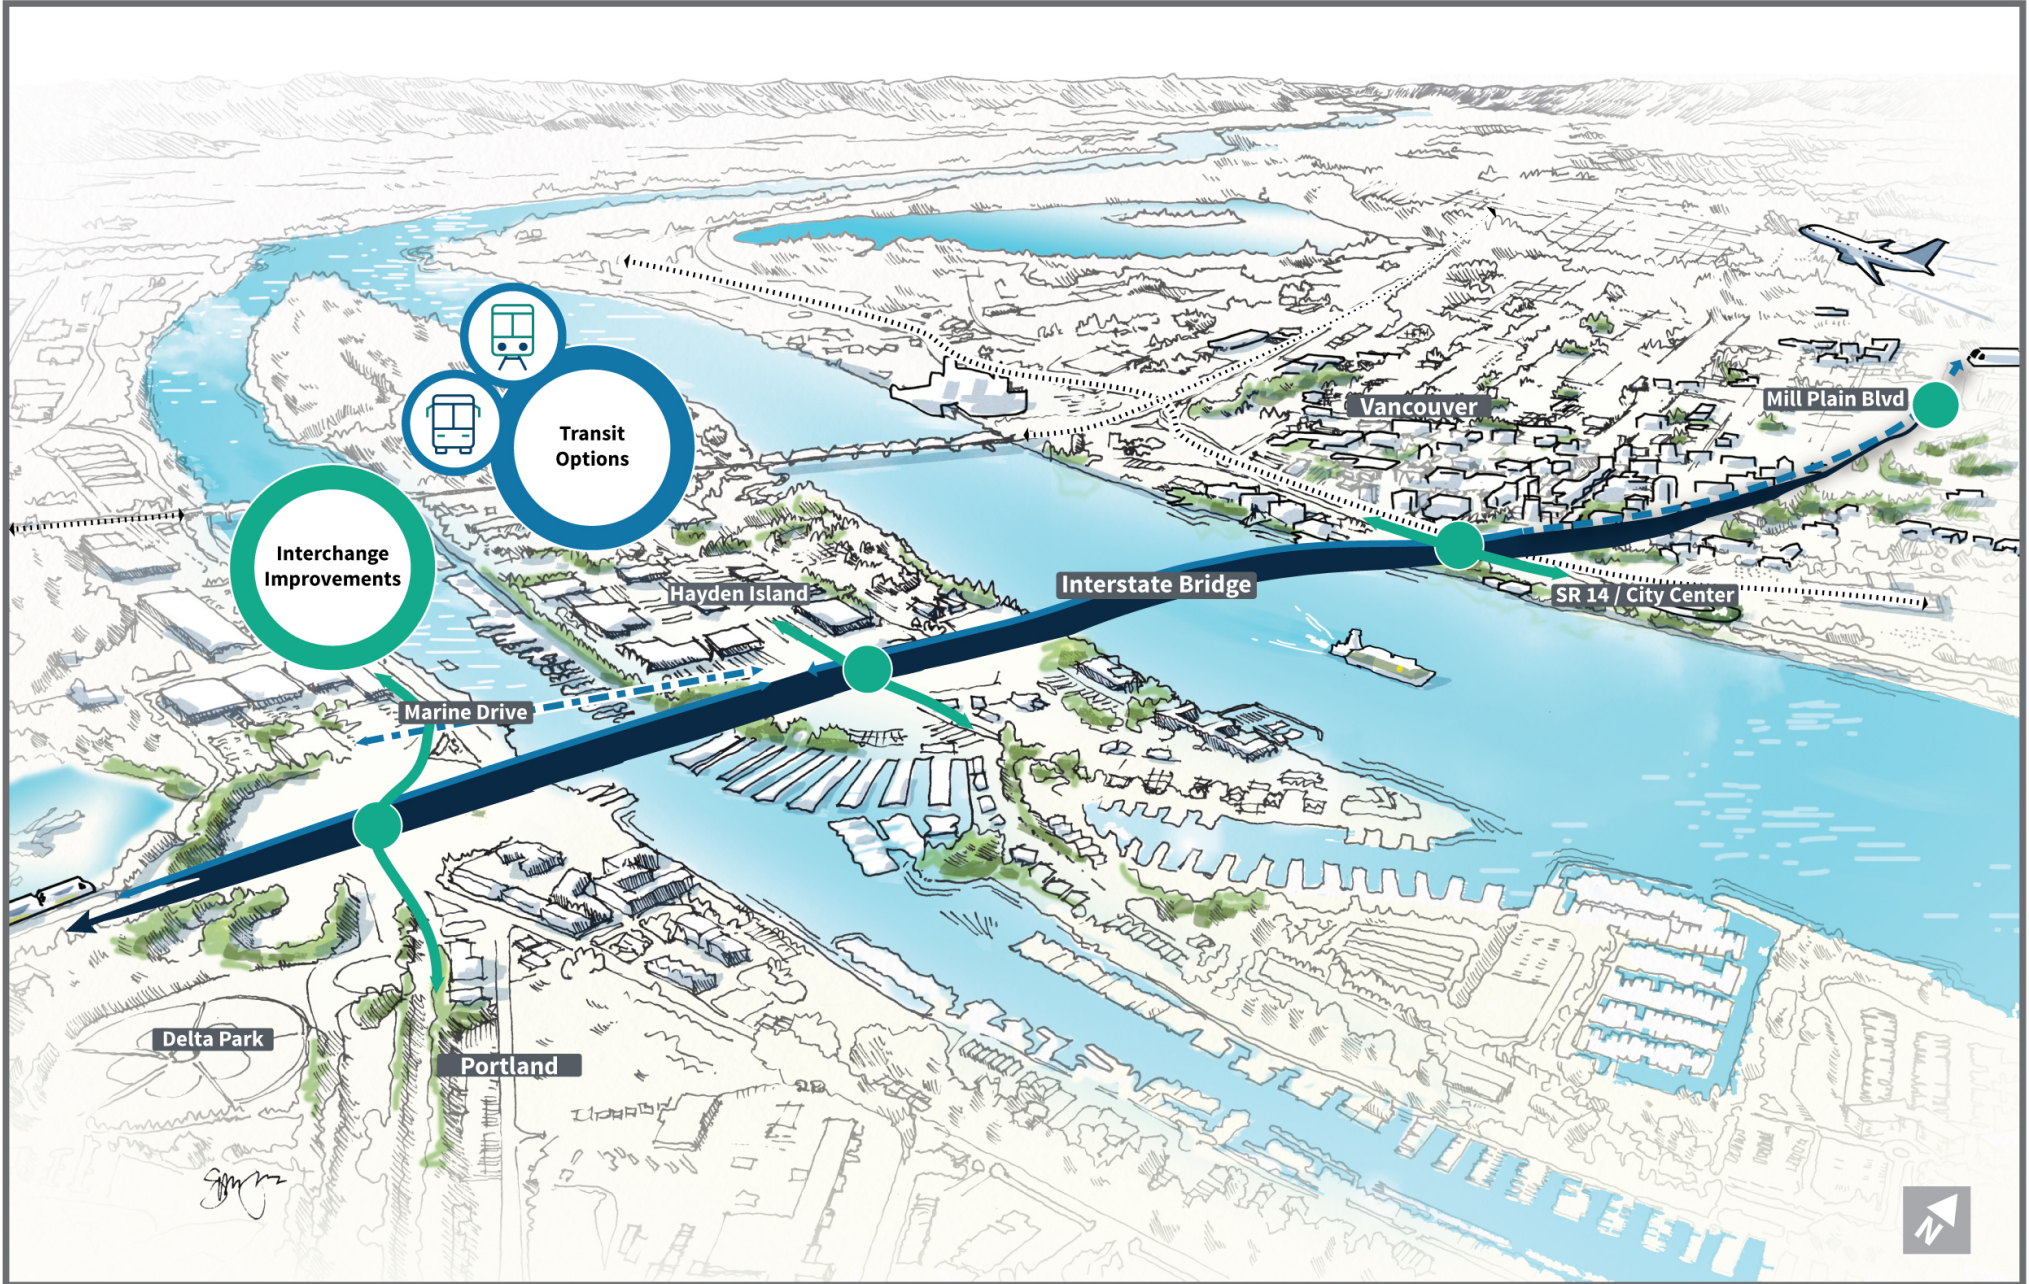 Transit
Options
Interchange
Improvements
Vancouver
Mill Plain Blvd
Hayden Island
Interstate Bridge
SR 14 / City Center
Marine Drive
Delta Park
Portland
N